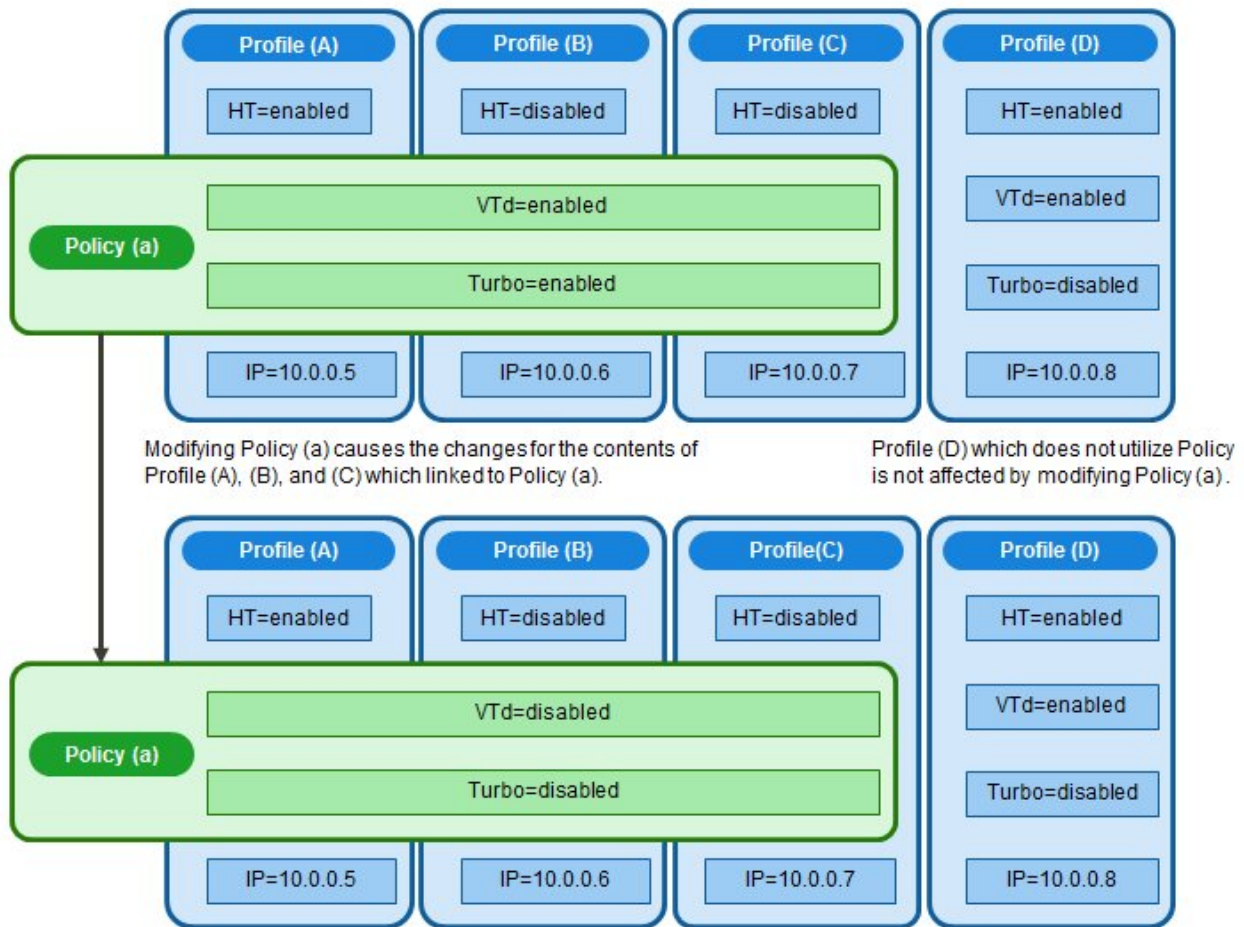 Profile (A)
Profile (B)
Profile (C)
Profile (D)
HT=enabled
HT=disabled
HT=disabled
HT=enabled
VTd=enabled
VTd=enabled
Policy (a)
Turbo=enabled
Turbo=disabled
IP=10.0.0.5
IP=10.0.0.6
IP=10.0.0.7
IP=10.0.0.8
Modifying Policy (a) causes the changes for the contents of
Profile (A), (B), and (C) which linked to Policy (a).
Profile (D) which does not utilize Policy
is not affected by modifying Policy (a) .
Profile (A)
Profile (B)
Profile(C)
Profile (D)
HT=enabled
HT=disabled
HT=disabled
HT=enabled
VTd=disabled
VTd=enabled
Policy (a)
Turbo=disabled
Turbo=disabled
IP=10.0.0.5
IP=10.0.0.6
IP=10.0.0.7
IP=10.0.0.8